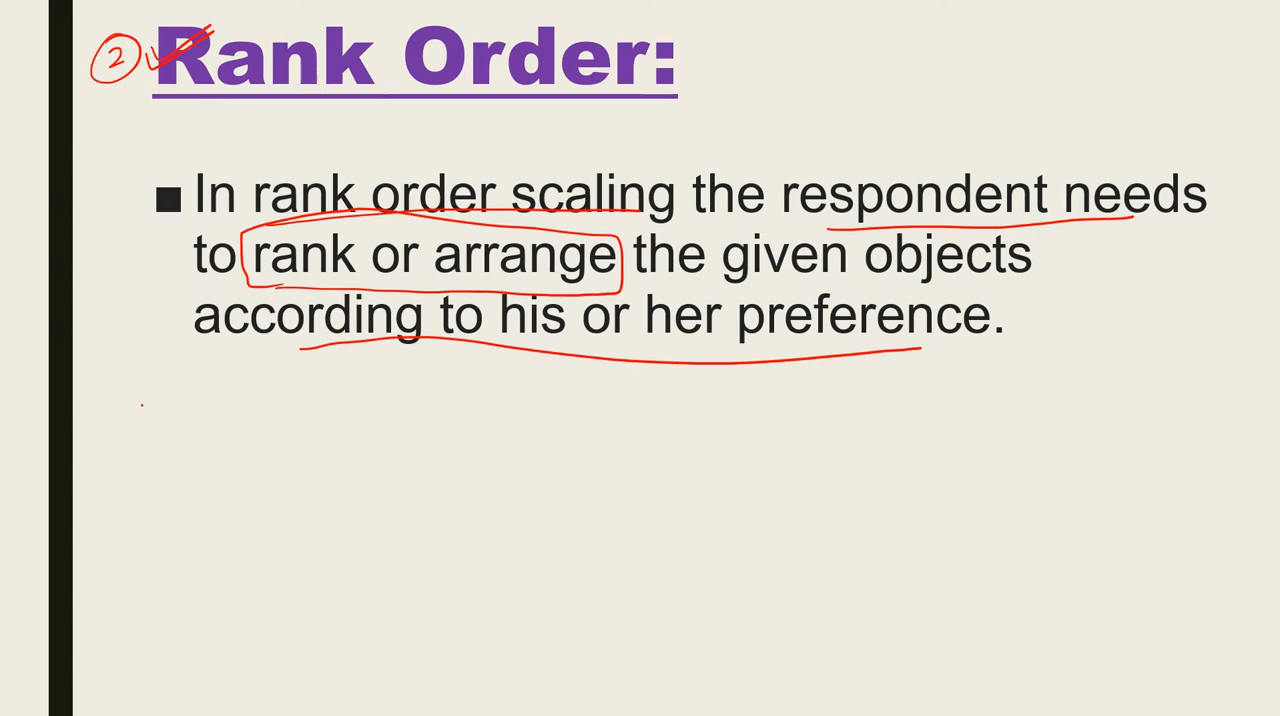 ② Rank Order:
■ In rank order scaling the respondent needs
to rank or arrange the given objects
according to his or her preference.